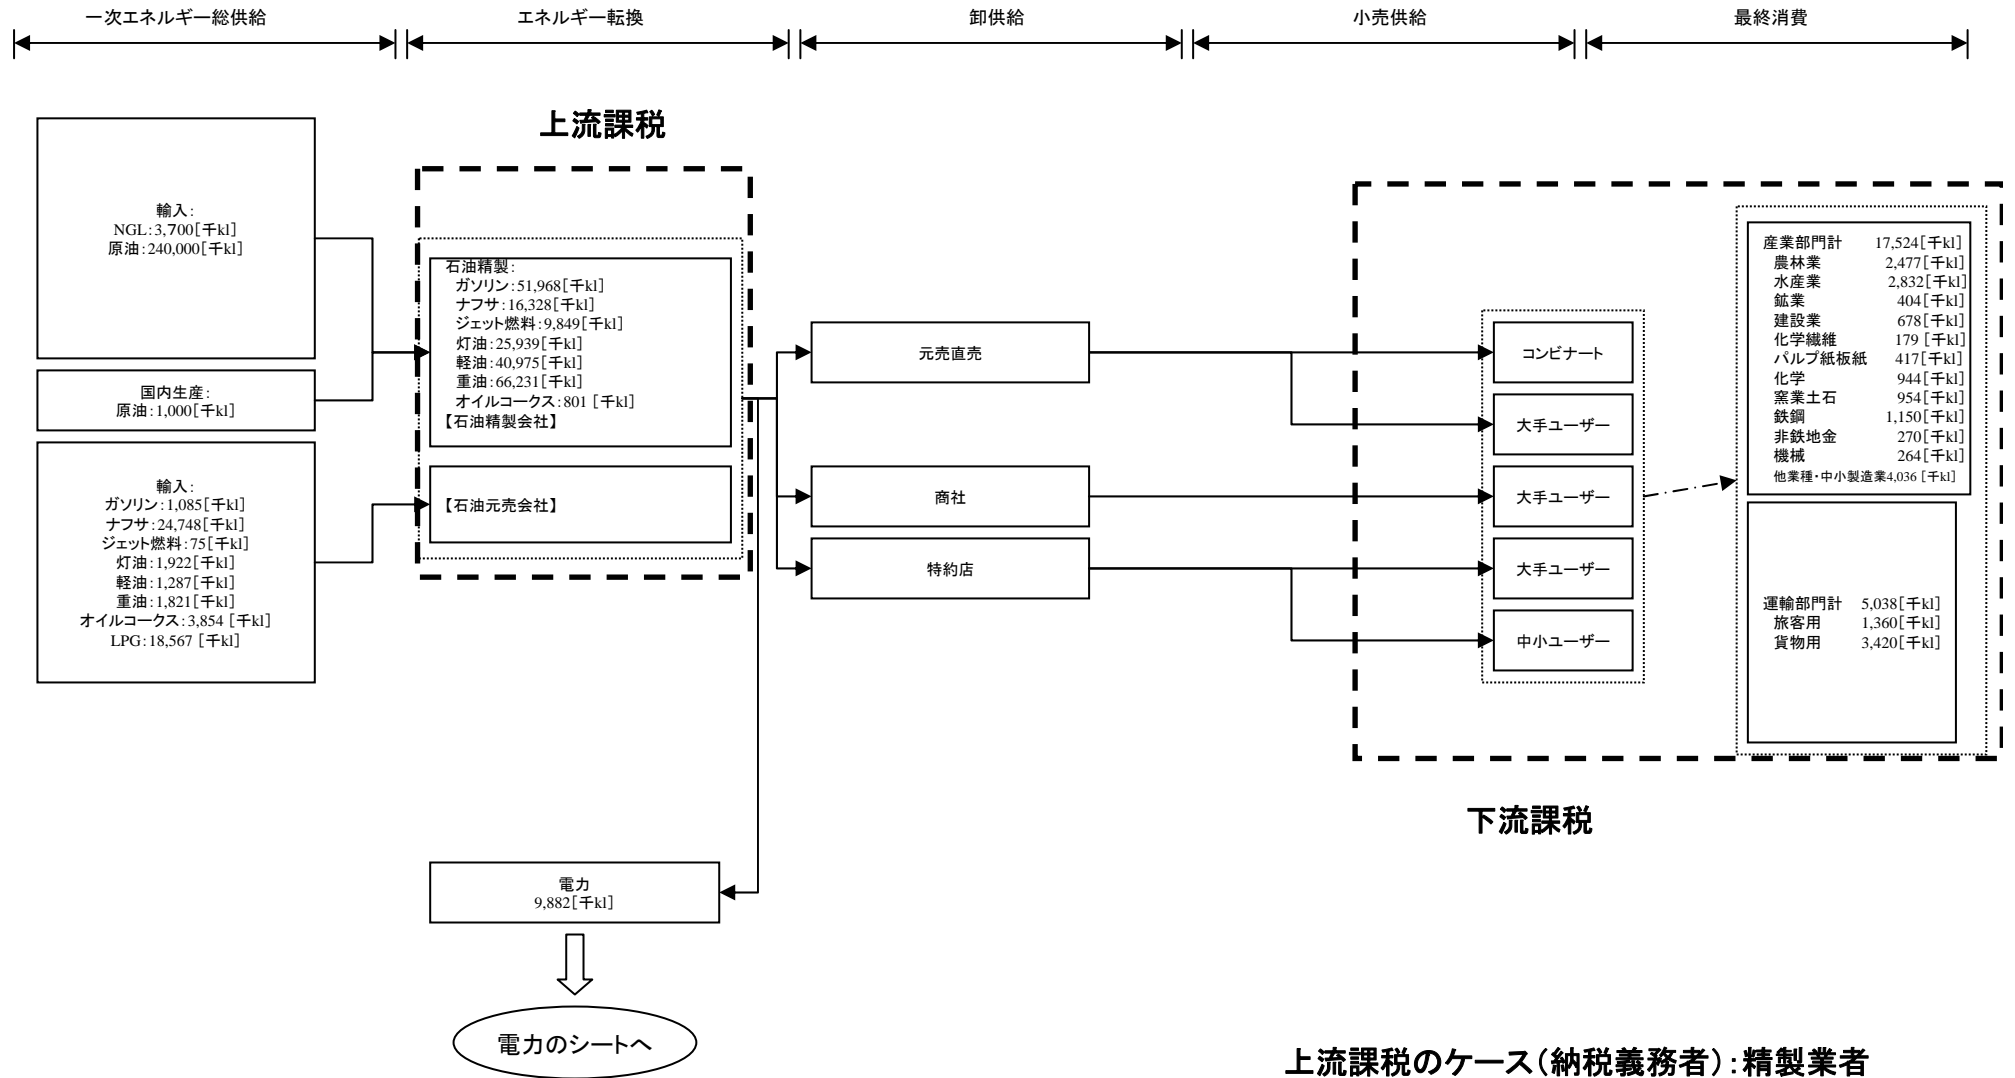 一次エネルギー総供給
エネルギー転換
卸供給
小売供給
最終消費
上流課税
輸入:
NGL:3,700[千kl]
原油:240,000[千kl]
国内生産:
原油:1,000[千kl]
輸入:
ガソリン:1,085[千kl]
ナフサ:24,748[千kl]
ジェット燃料:75[千kl]
灯油:1,922[千kl]
軽油:1,287[千kl]
重油:1,821[千kl]
オイルコークス:3,854 [千kl]
LPG:18,567 [千kl]
石油精製:
ガソリン:51,968[千kl]
ナフサ:16,328[千kl]
ジェット燃料:9,849[千kl]
灯油:25,939[千kl]
軽油:40,975[千kl]
重油:66,231[千kl]
オイルコークス:801 [千kl]
【石油精製会社】
【石油元売会社】
元売直売
商社
特約店
コンビナート
大手ユーザー
大手ユーザー
大手ユーザー
中小ユーザー
産業部門計 17,524[千kl]
農林業 2,477[千kl]
水産業 2,832[千kl]
鉱業 404[千kl]
建設業 678[千kl]
化学繊維 179 [千kl]
パルプ紙板紙 417[千kl]
化学 944[千kl]
窯業土石 954[千kl]
鉄鋼 1,150[千kl]
非鉄地金 270[千kl]
機械 264[千kl]
他業種・中小製造業4,036 [千kl]
運輸部門計 5,038[千kl]
旅客用 1,360[千kl]
貨物用 3,420[千kl]
下流課税
電力
9,882[千kl]
電力のシートへ
上流課税のケース(納税義務者):精製業者